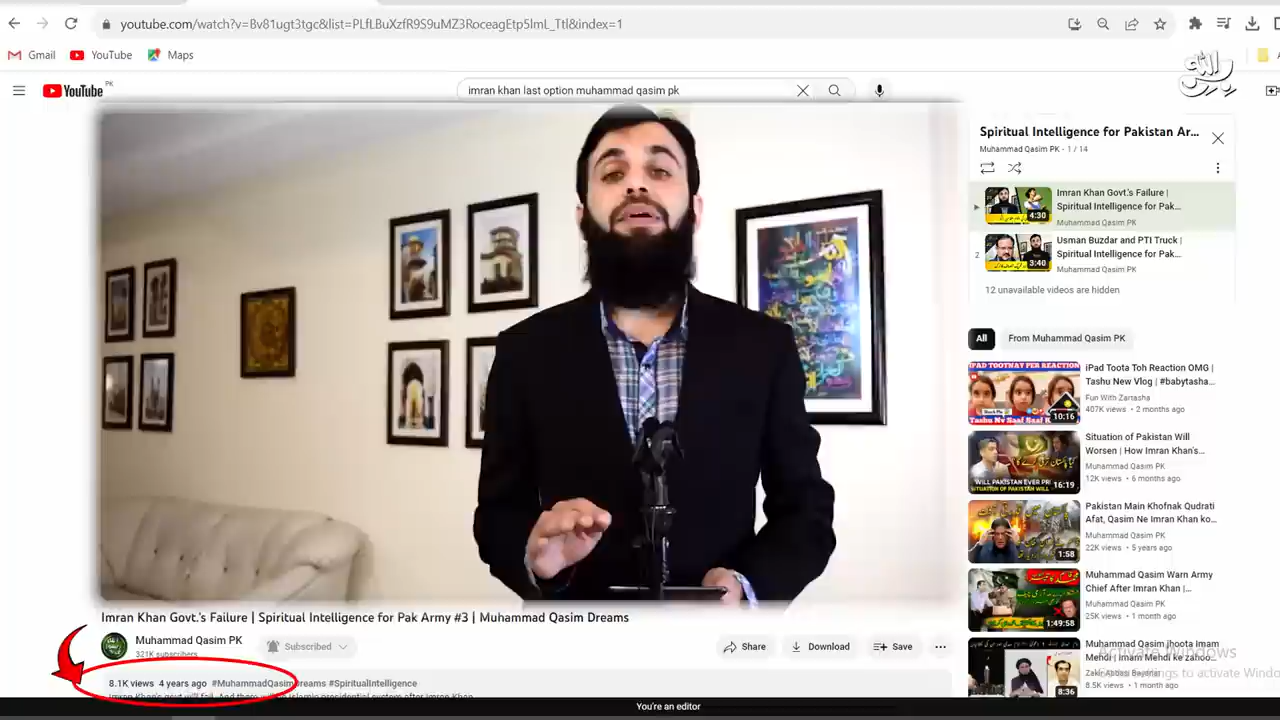 youtube.com/watch?v=Bv81ugt3tgc&list=PLfLBuXzfR9S9uMZ3RoceagEtp5lmL_Ttl&index=1
Gmail YouTube Maps
YouTube PK
imran khan last option muhammad qasim pk
Spiritual Intelligence for Pakistan Ar...
Muhammad Qasim PK - 1 / 14
Imran Khan Govt.'s Failure |
Spiritual Intelligence for Pak...
Muhammad Qasim PK
4:30
2
Usman Buzdar and PTI Truck |
Spiritual Intelligence for Pak...
Muhammad Qasim PK
3:40
12 unavailable videos are hidden
All From Muhammad Qasim PK
iPad Toota Toh Reaction OMG |
Tashu New Vlog | #babytasha...
Fun With Zartasha
407K views • 2 months ago
10:16
Situation of Pakistan Will
Worsen | How Imran Khan's...
Muhammad Qasim PK
12K views • 6 months ago
16:19
Pakistan Main Khofnak Qudrati
Afat, Qasim Ne Imran Khan ko...
Muhammad Qasim PK
22K views • 5 years ago
1:58
Muhammad Qasim Warn Army
Chief After Imran Khan |...
Muhammad Qasim PK
25K views • 1 month ago
1:49:58
Muhammad Qasim jhoota Imam
Mehdi | Imam Mehdi ke zahoo...
8.5K views • 1 month ago
8:36
Activate Windows
Imran Khan Govt.'s Failure | Spiritual Intelligence for Pak Army #3 | Muhammad Qasim Dreams
Muhammad Qasim PK
321K subscribers
Subscribed
Share Download Save
8.1K views 4 years ago #MuhammadQasimDreams #SpiritualIntelligence
You're an editor